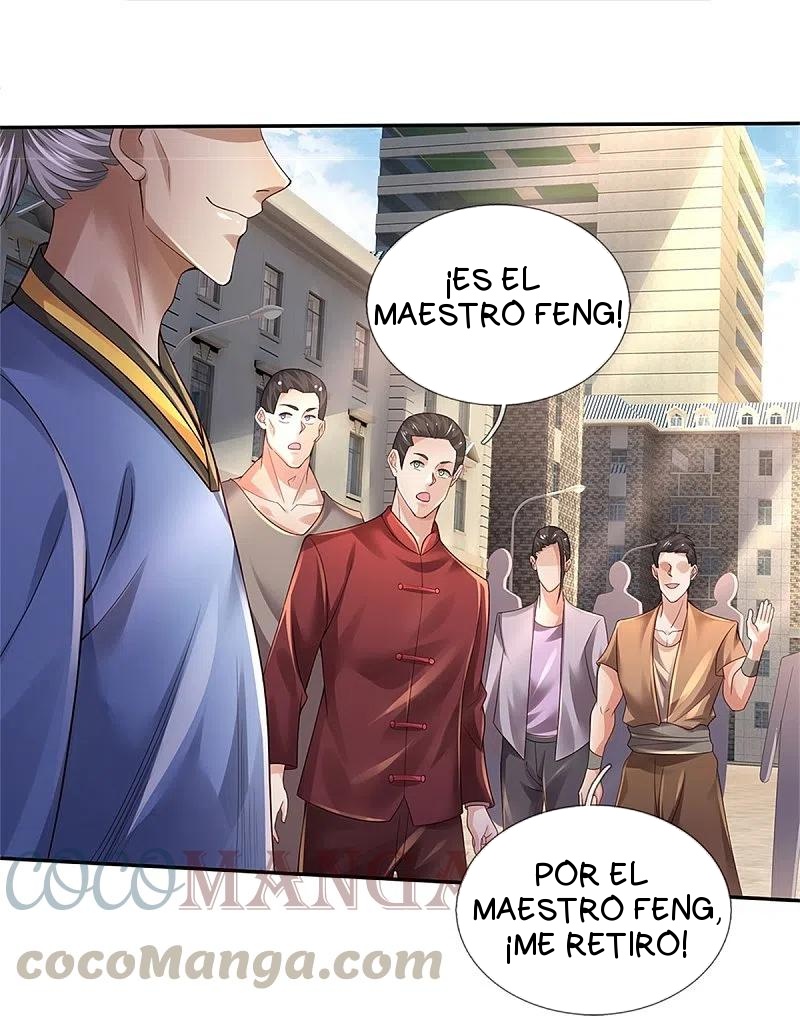 ¡ES EL
MAESTRO FENG!
POR EL
MAESTRO FENG,
¡ME RETIRO!
COCOMANGA
cocoManga.com